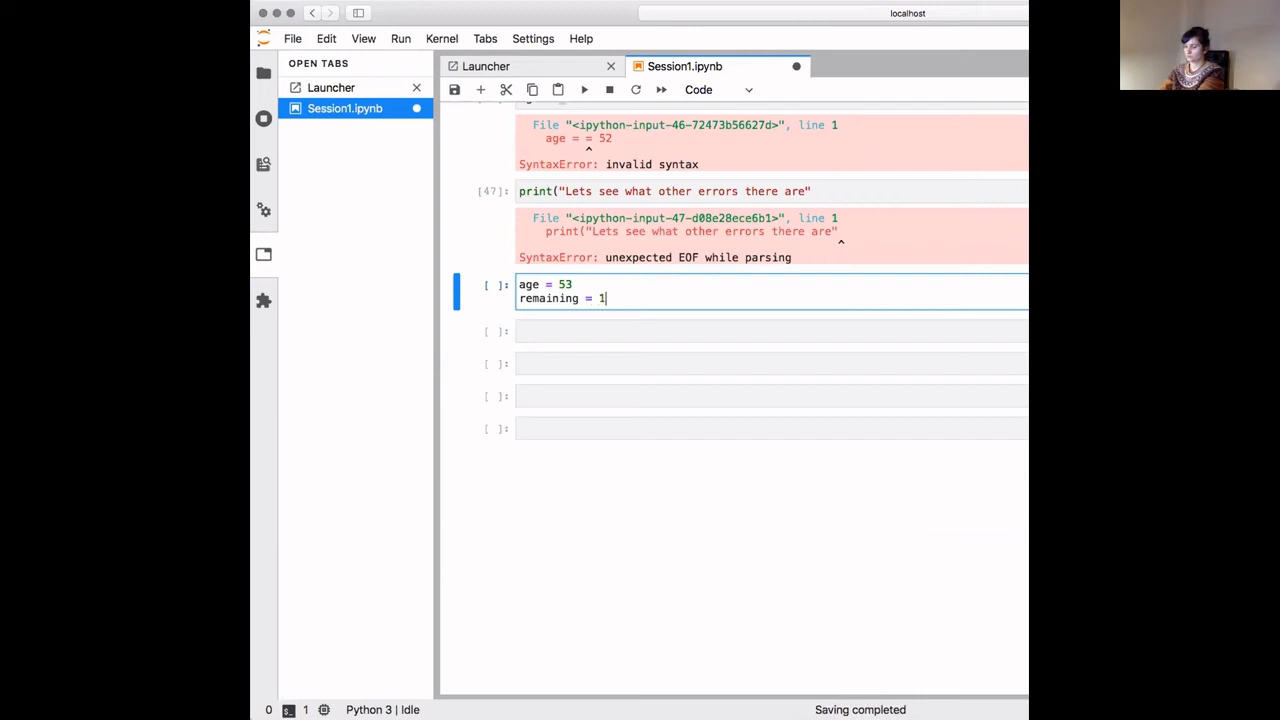 localhost
File Edit View Run Kernel Tabs Settings Help
OPEN TABS
Launcher
Session1.ipynb
Launcher
Session1.ipynb
Code
File "<ipython-input-46-72473b56627d>", line 1
age = = 52
^
SyntaxError: invalid syntax
[47]: print("Lets see what other errors there are"
File "<ipython-input-47-d08e28ece6b1>", line 1
print("Lets see what other errors there are"
^
SyntaxError: unexpected EOF while parsing
[ ]: age = 53
remaining = 1
[ ]:
[ ]:
[ ]:
[ ]:
0 $_ 1 Python 3 | Idle Saving completed